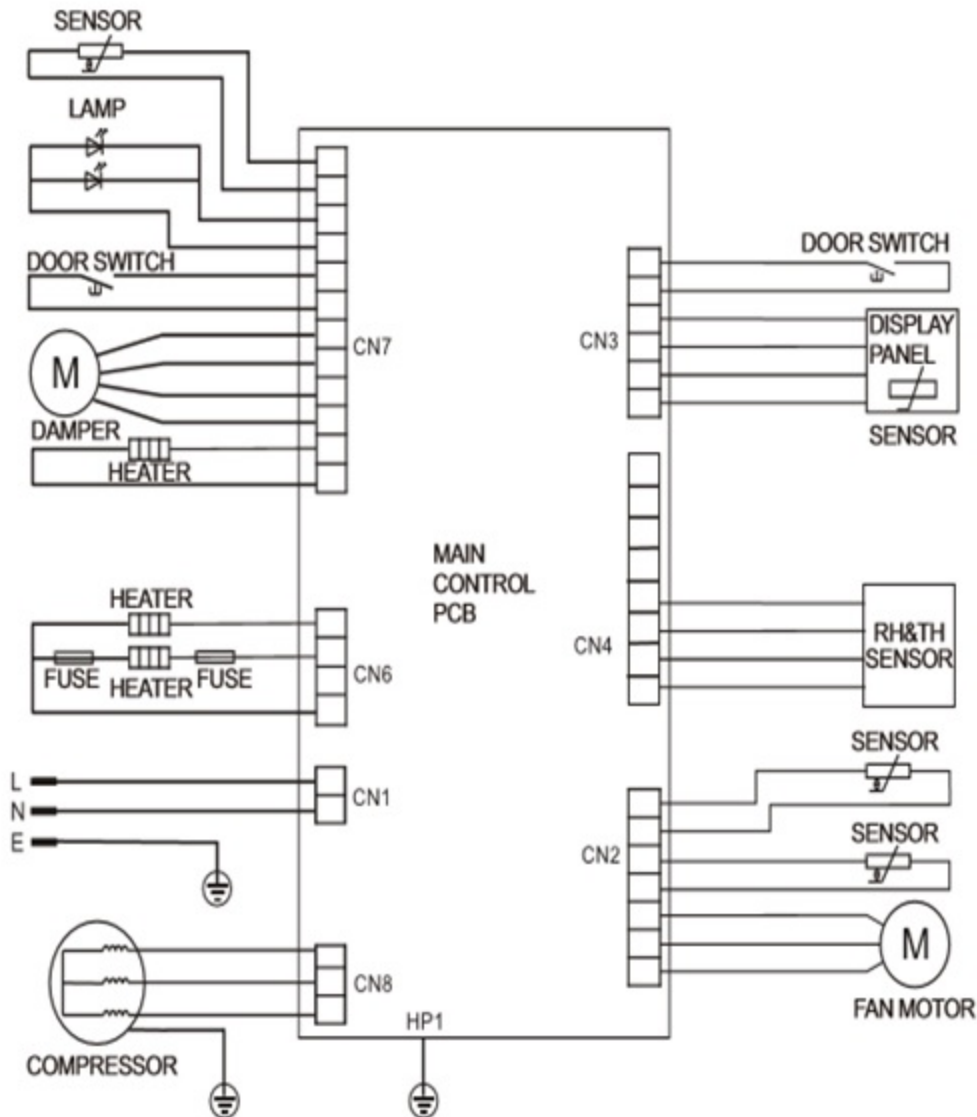 SENSOR
LAMP
DOOR SWITCH
M
DAMPER
HEATER
CN7
HEATER
FUSE
HEATER
FUSE
CN6
L
N
E
CN1
COMPRESSOR
CN8
HP1
MAIN
CONTROL
PCB
DOOR SWITCH
CN3
DISPLAY
PANEL
SENSOR
CN4
RH&TH
SENSOR
SENSOR
CN2
SENSOR
M
FAN MOTOR